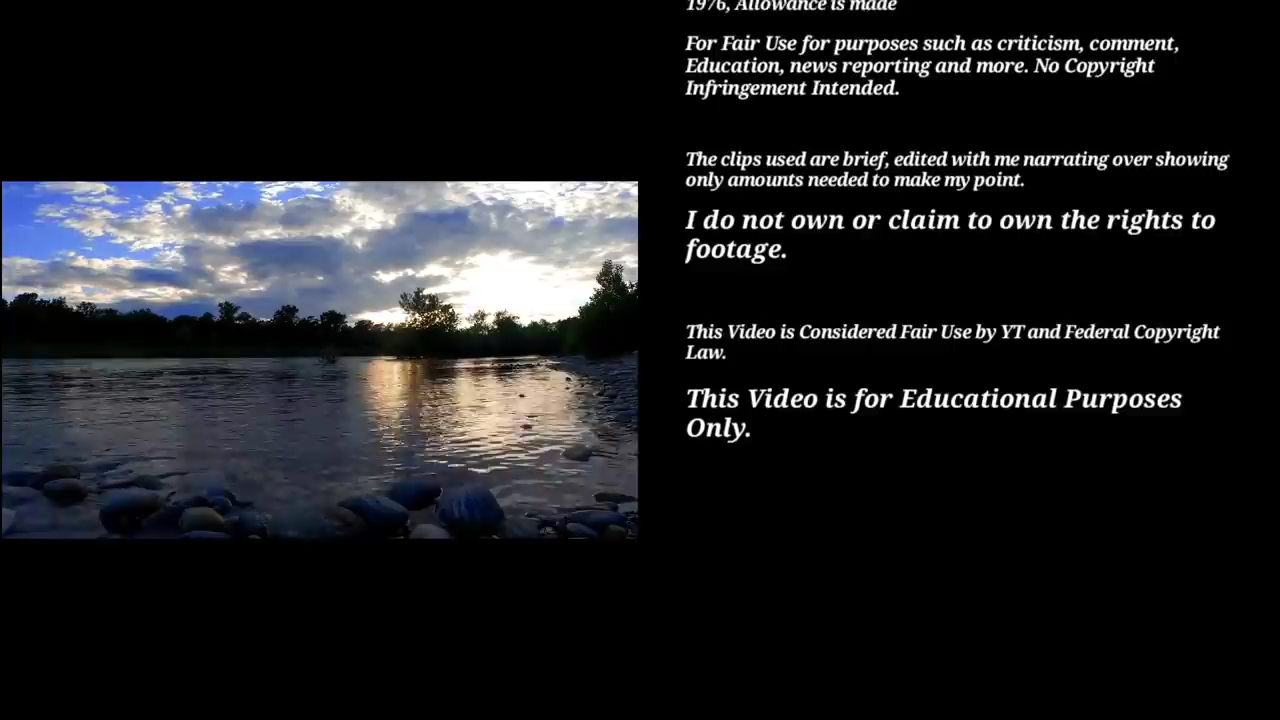 1976, Allowance is made
For Fair Use for purposes such as criticism, comment,
Education, news reporting and more. No Copyright
Infringement Intended.
The clips used are brief, edited with me narrating over showing
only amounts needed to make my point.
I do not own or claim to own the rights to
footage.
This Video is Considered Fair Use by YT and Federal Copyright
Law.
This Video is for Educational Purposes
Only.